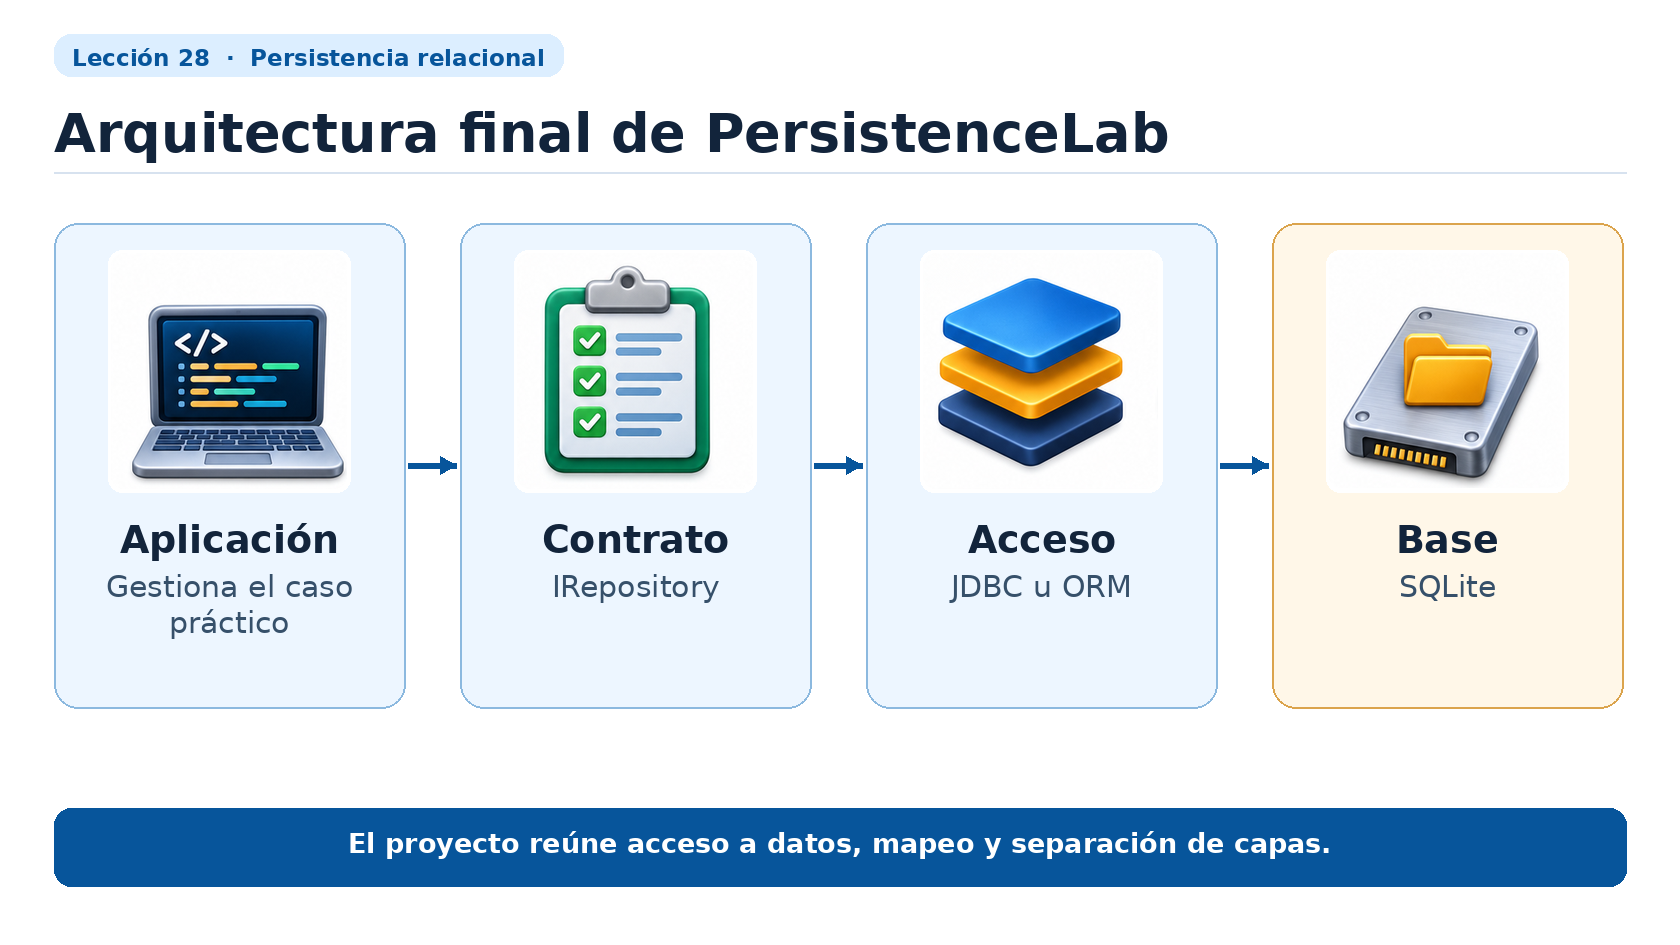 Lección 28 · Persistencia relacional
Arquitectura final de PersistenceLab
</>
Aplicación
Gestiona el caso
práctico
Contrato
IRepository
Acceso
JDBC u ORM
Base
SQLite
El proyecto reúne acceso a datos, mapeo y separación de capas.